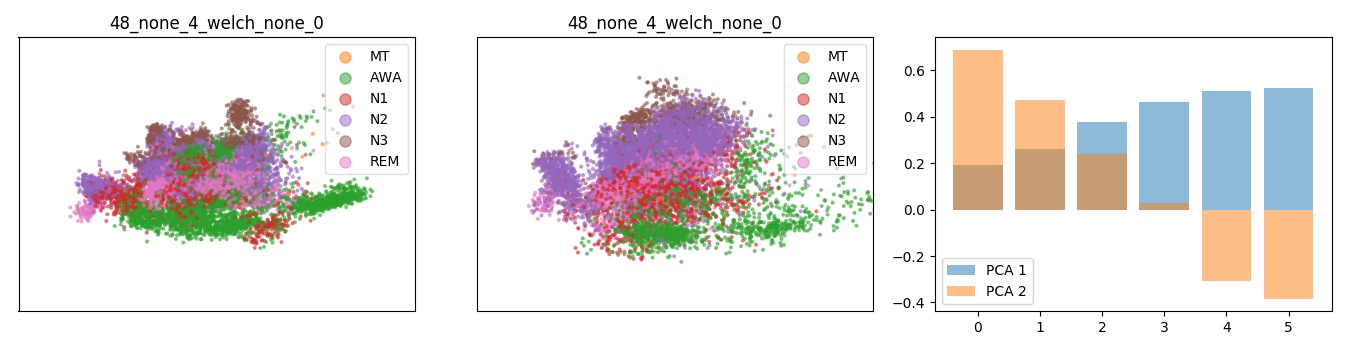 48_none_4_welch_none_0
MT
AWA
N1
N2
N3
REM
48_none_4_welch_none_0
MT
AWA
N1
N2
N3
REM
0.6
0.4
0.2
0.0
−0.2
−0.4
PCA 1
PCA 2
0 1 2 3 4 5